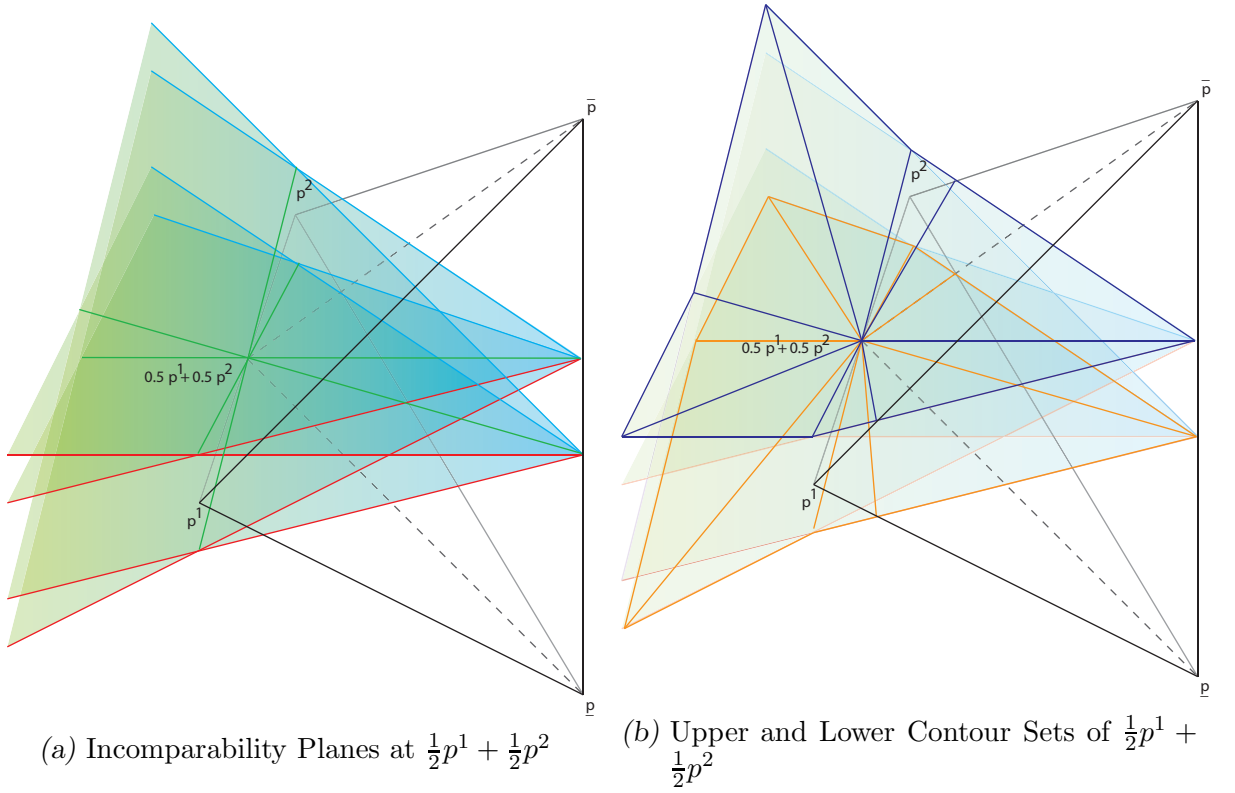 p̄
p²
0.5 p¹+ 0.5 p²
p¹
p̲
(a) Incomparability Planes at ½p¹ + ½p²
p̄
p²
0.5 p¹+ 0.5 p²
p¹
p̲
(b) Upper and Lower Contour Sets of ½p¹ +
½p²